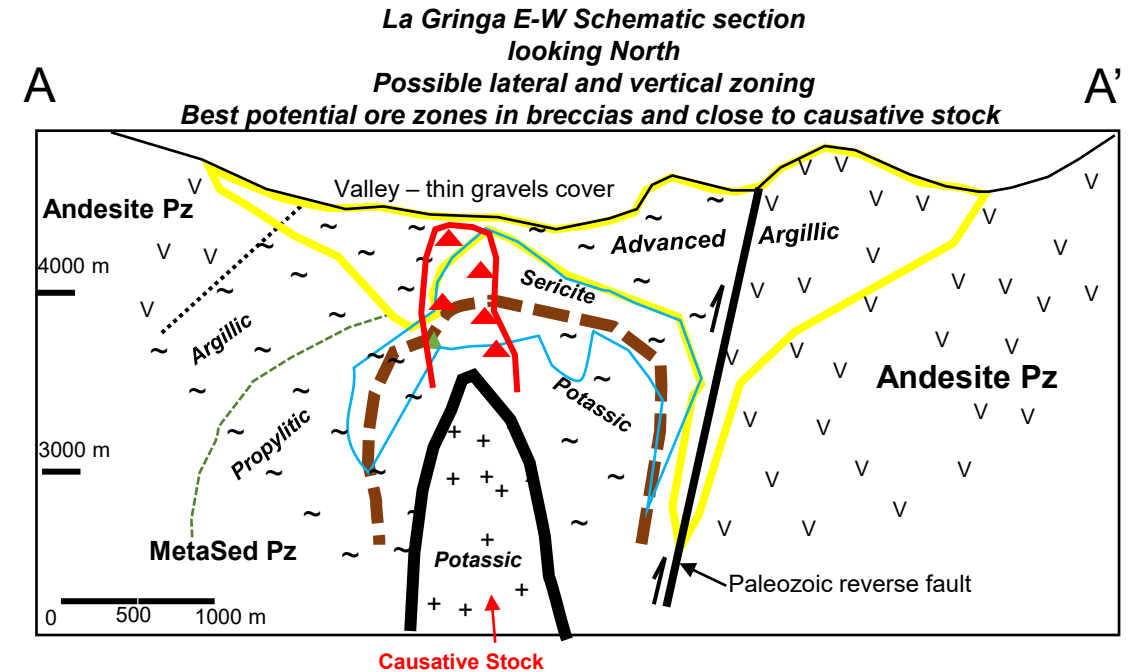 La Gringa E-W Schematic section
looking North
Possible lateral and vertical zoning
Best potential ore zones in breccias and close to causative stock
A
A'
Valley – thin gravels cover
Andesite Pz
Advanced
Argillic
4000 m
Sericite
Argillic
Andesite Pz
Potassic
Propylitic
3000 m
MetaSed Pz
Potassic
Paleozoic reverse fault
0 500 1000 m
Causative Stock